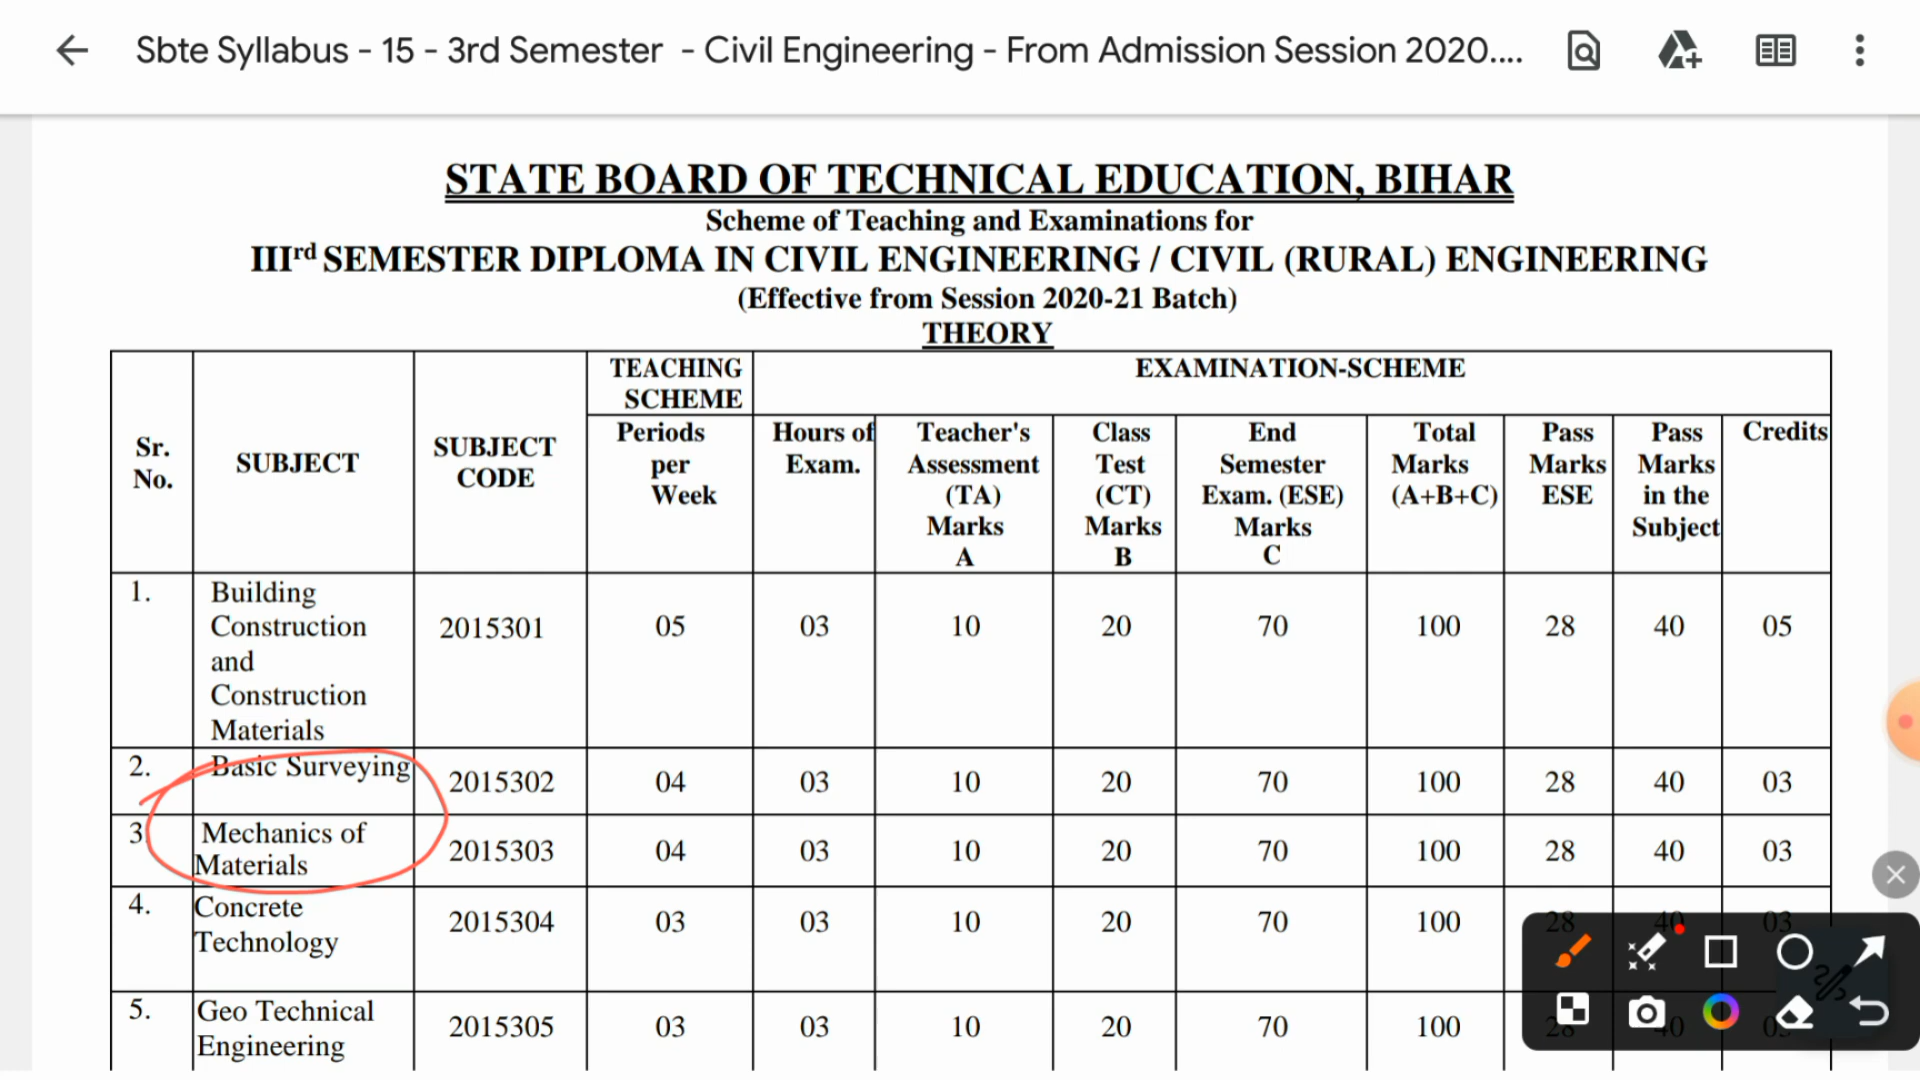 Sbte Syllabus - 15 - 3rd Semester - Civil Engineering - From Admission Session 2020....
STATE BOARD OF TECHNICAL EDUCATION, BIHAR
Scheme of Teaching and Examinations for
IIIrd SEMESTER DIPLOMA IN CIVIL ENGINEERING / CIVIL (RURAL) ENGINEERING
(Effective from Session 2020-21 Batch)
THEORY
Sr. No. SUBJECT SUBJECT CODE TEACHING SCHEME EXAMINATION-SCHEME
Periods per Week Hours of Exam. Teacher's Assessment (TA) Marks A Class Test (CT) Marks B End Semester Exam. (ESE) Marks C Total Marks (A+B+C) Pass Marks ESE Pass Marks in the Subject Credits
1. Building Construction and Construction Materials 2015301 05 03 10 20 70 100 28 40 05
2. Basic Surveying 2015302 04 03 10 20 70 100 28 40 03
3 Mechanics of Materials 2015303 04 03 10 20 70 100 28 40 03
4. Concrete Technology 2015304 03 03 10 20 70 100 28 40 03
5. Geo Technical Engineering 2015305 03 03 10 20 70 100 28 40